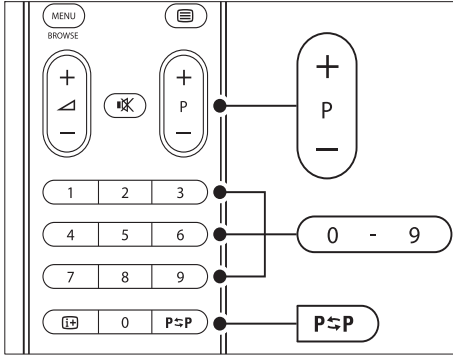 MENU
BROWSE
+ +
P
− −
+
P
−
1 2 3
4 5 6
7 8 9
0 - 9
i+ 0 P⇆P
P⇆P